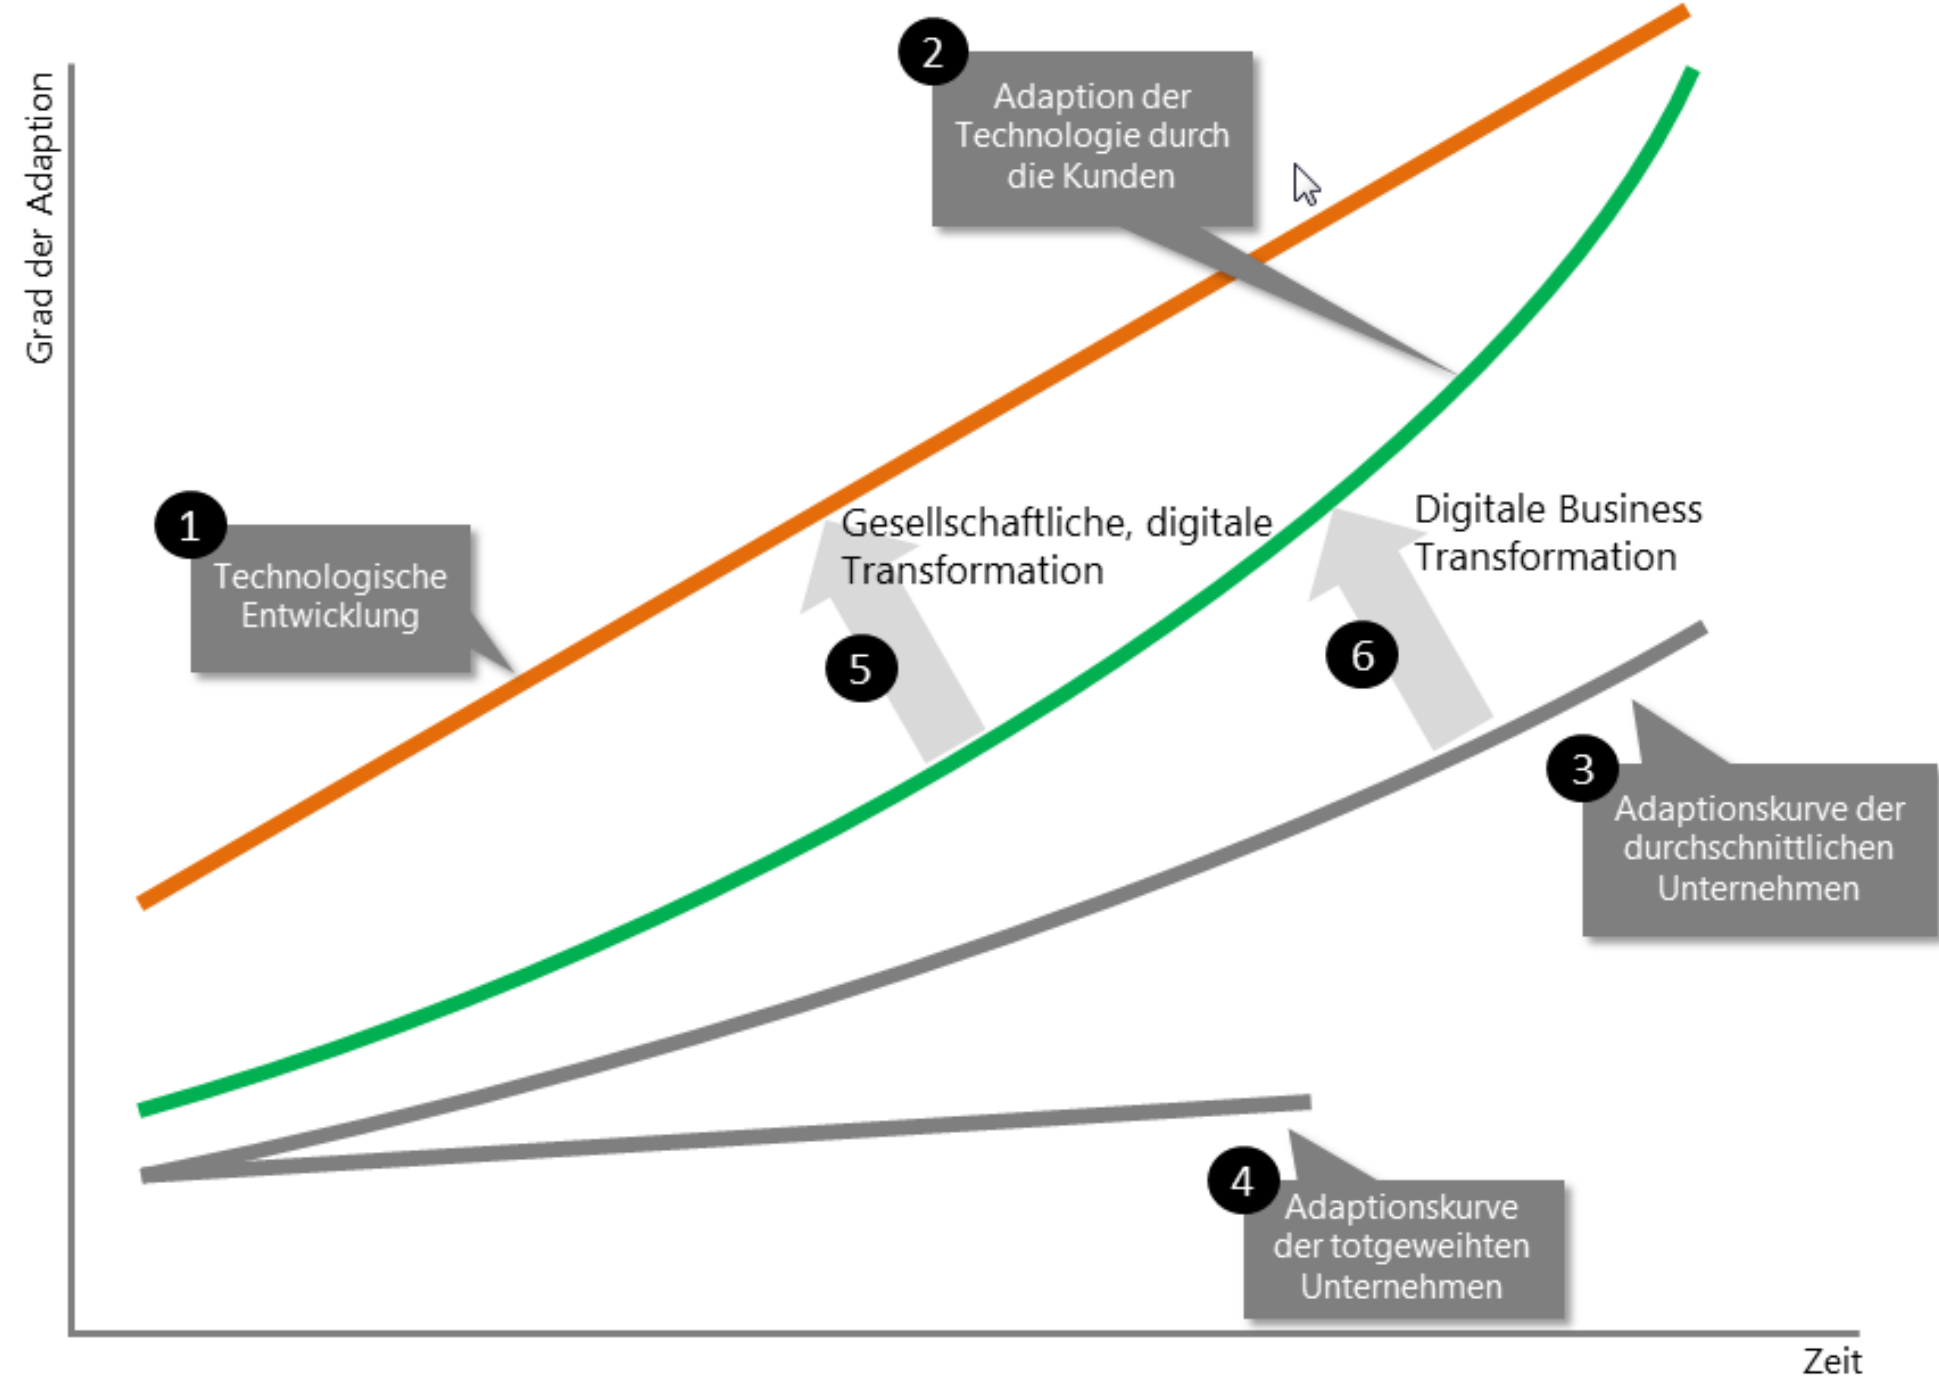 Grad der Adaption
2
Adaption der
Technologie durch
die Kunden
1
Technologische
Entwicklung
Gesellschaftliche, digitale
Transformation
5
Digitale Business
Transformation
6
3
Adaptionskurve der
durchschnittlichen
Unternehmen
4
Adaptionskurve
der totgeweihten
Unternehmen
Zeit